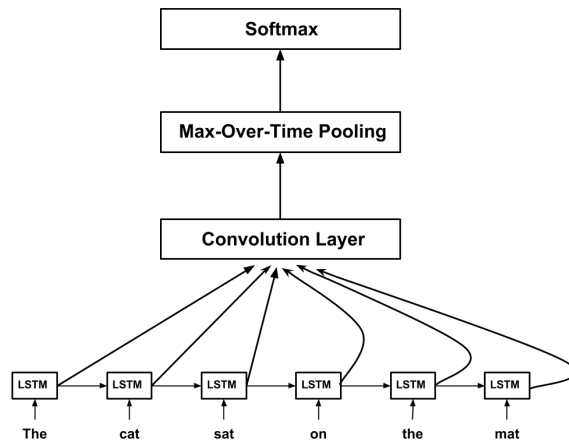 Softmax
Max-Over-Time Pooling
Convolution Layer
LSTM LSTM LSTM LSTM LSTM LSTM
The cat sat on the mat